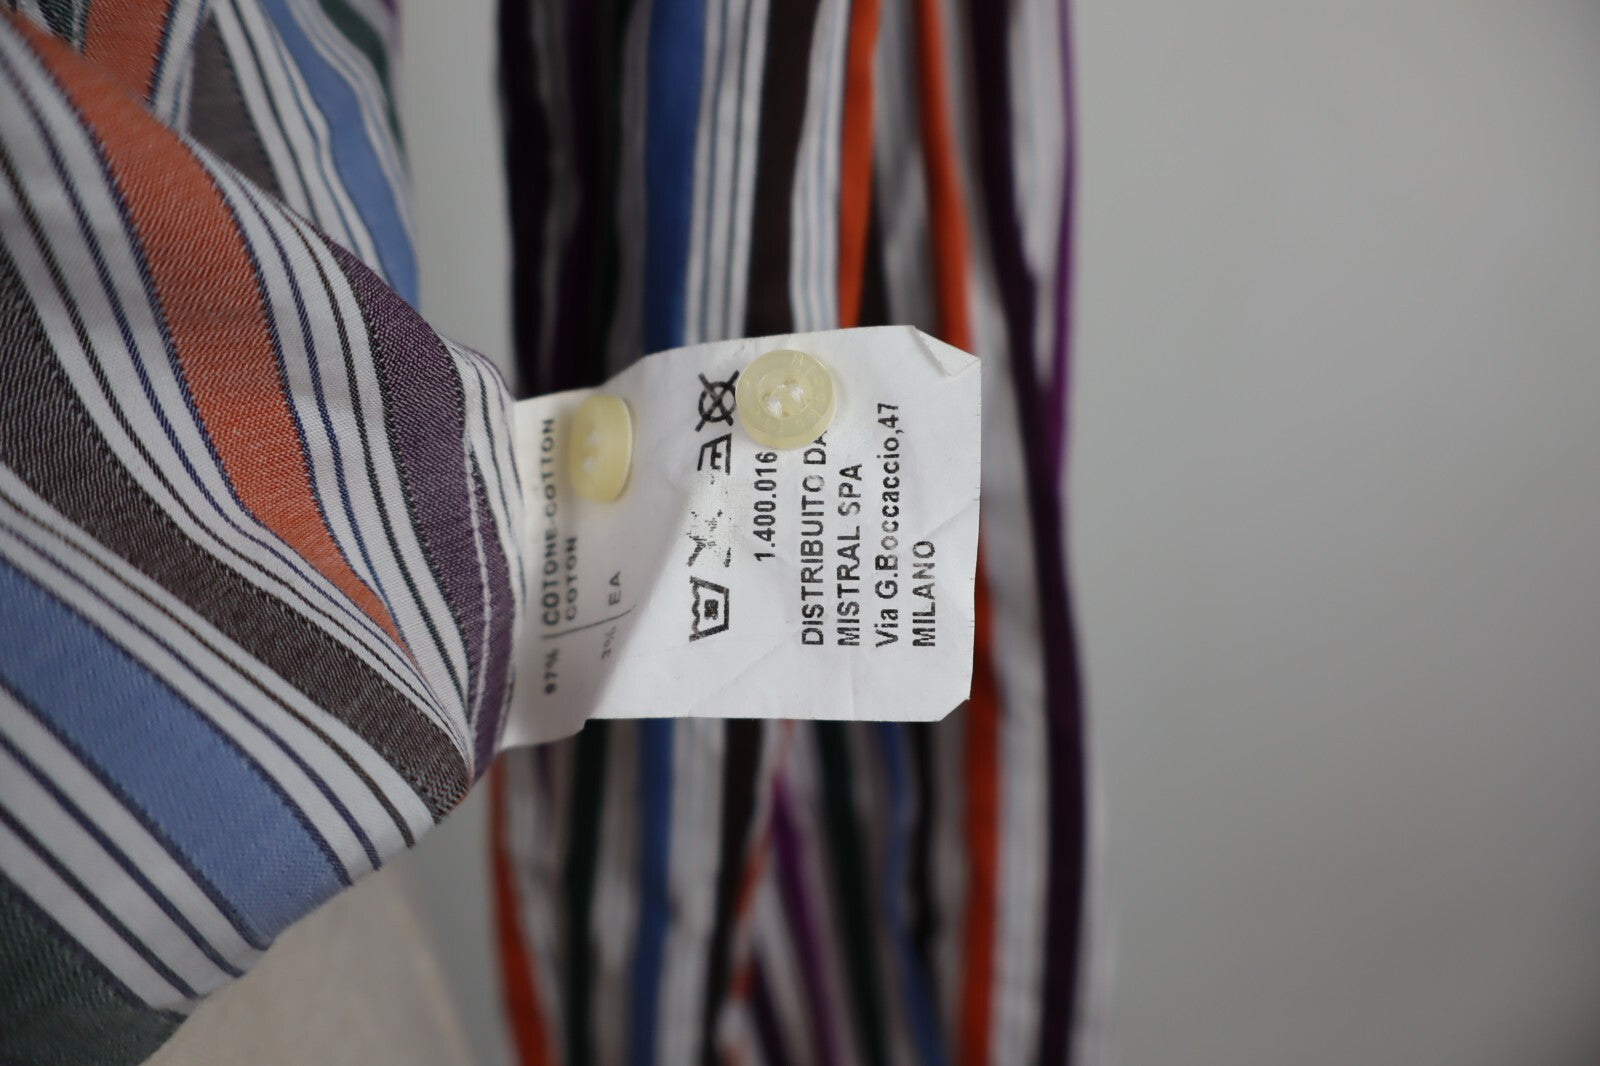 97% COTONE-COTTON
COTON
3% EA
1.400.016
DISTRIBUITO DA
MISTRAL SPA
Via G.Boccaccio,47
MILANO